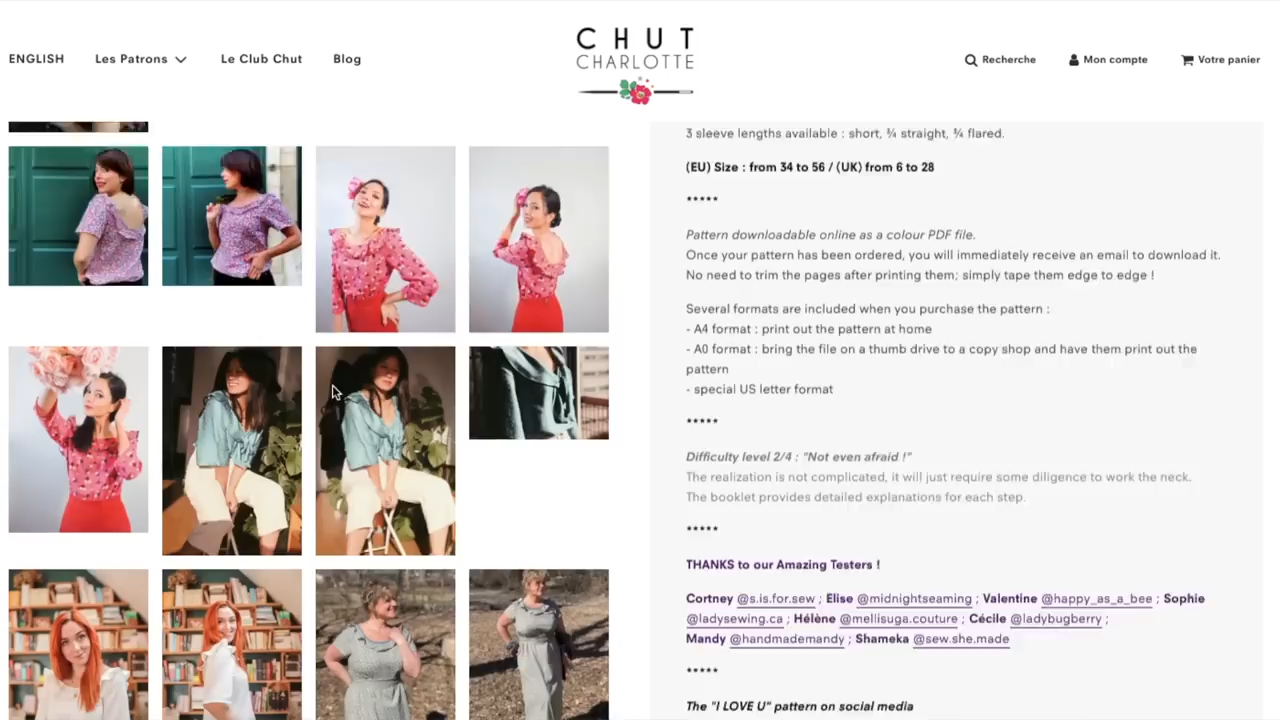 ENGLISH
Les Patrons
Le Club Chut
Blog
CHUT
CHARLOTTE
Recherche
Mon compte
Votre panier
3 sleeve lengths available : short, ¾ straight, ¾ flared.
(EU) Size : from 34 to 56 / (UK) from 6 to 28
*****
Pattern downloadable online as a colour PDF file.
Once your pattern has been ordered, you will immediately receive an email to download it.
No need to trim the pages after printing them; simply tape them edge to edge !
Several formats are included when you purchase the pattern :
- A4 format : print out the pattern at home
- A0 format : bring the file on a thumb drive to a copy shop and have them print out the
pattern
- special US letter format
*****
Difficulty level 2/4 : "Not even afraid !"
The realization is not complicated, it will just require some diligence to work the neck.
The booklet provides detailed explanations for each step.
*****
THANKS to our Amazing Testers !
Cortney @s.is.for.sew ; Elise @midnightseaming ; Valentine @happy_as_a_bee ; Sophie
@ladysewing.ca ; Hélène @mellisuga.couture ; Cécile @ladybugberry ;
Mandy @handmademandy ; Shameka @sew.she.made
*****
The "I LOVE U" pattern on social media